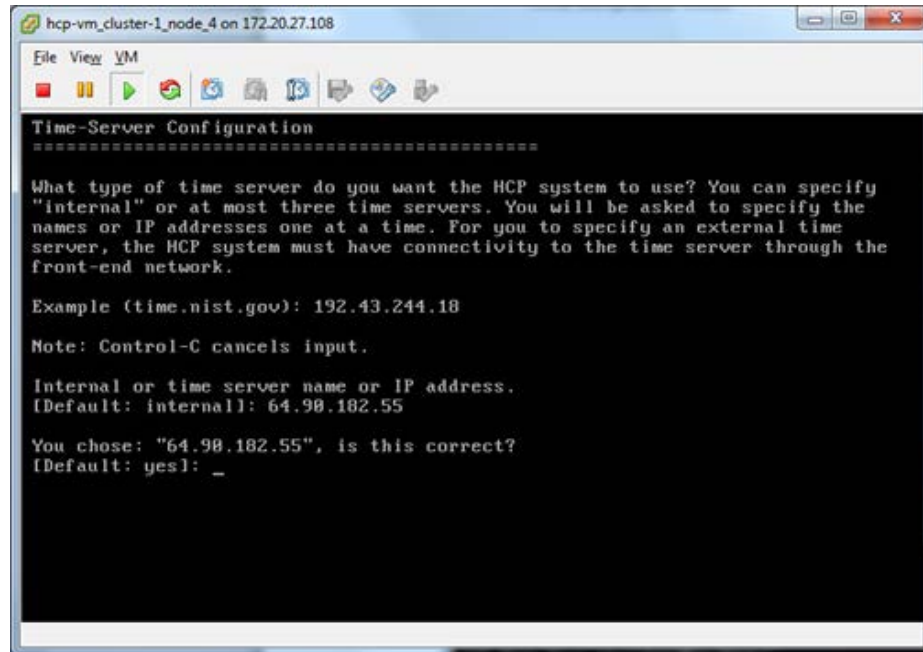 hcp-vm_cluster-1_node_4 on 172.20.27.108
File View VM
Time-Server Configuration
=============================================
What type of time server do you want the HCP system to use? You can specify
"internal" or at most three time servers. You will be asked to specify the
names or IP addresses one at a time. For you to specify an external time
server, the HCP system must have connectivity to the time server through the
front-end network.
Example (time.nist.gov): 192.43.244.18
Note: Control-C cancels input.
Internal or time server name or IP address.
[Default: internal]: 64.90.182.55
You chose: "64.90.182.55", is this correct?
[Default: yes]: _